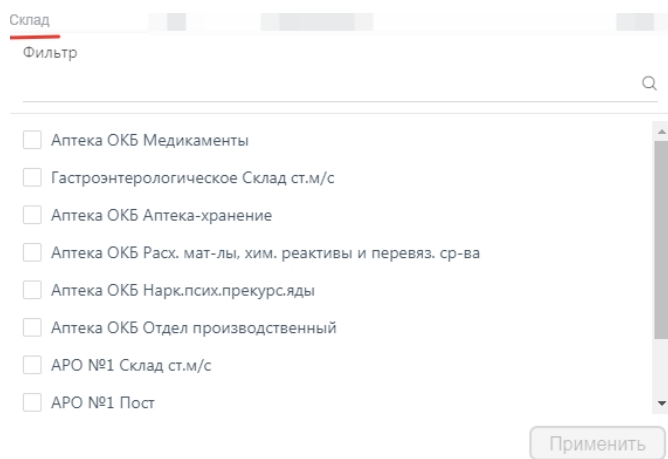 Склад
Фильтр
Аптека ОКБ Медикаменты
Гастроэнтерологическое Склад ст.м/с
Аптека ОКБ Аптека-хранение
Аптека ОКБ Расх. мат-лы, хим. реактивы и перевяз. ср-ва
Аптека ОКБ Нарк.псих.прекурс.яды
Аптека ОКБ Отдел производственный
АРО №1 Склад ст.м/с
АРО №1 Пост
Применить